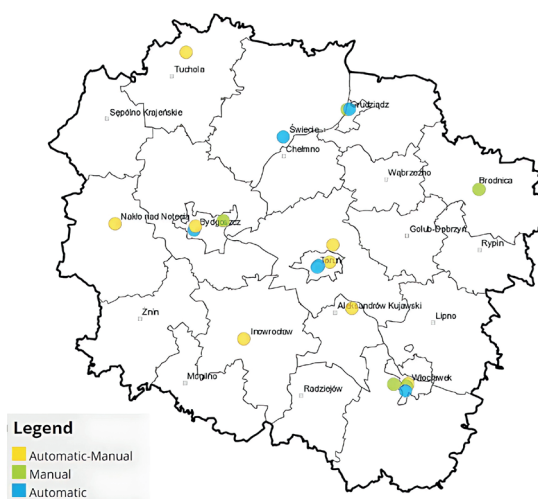 Tuchola
Sępólno Krajeńskie
Grudziądz
Świecie
Chełmno
Wąbrzeźno
Brodnica
Nakło nad Notecią
Bydgoszcz
Golub-Dobrzyń
Rypin
Toruń
Żnin
Aleksandrów Kujawski
Lipno
Inowrocław
Mogilno
Radziejów
Włocławek
Legend
Automatic-Manual
Manual
Automatic